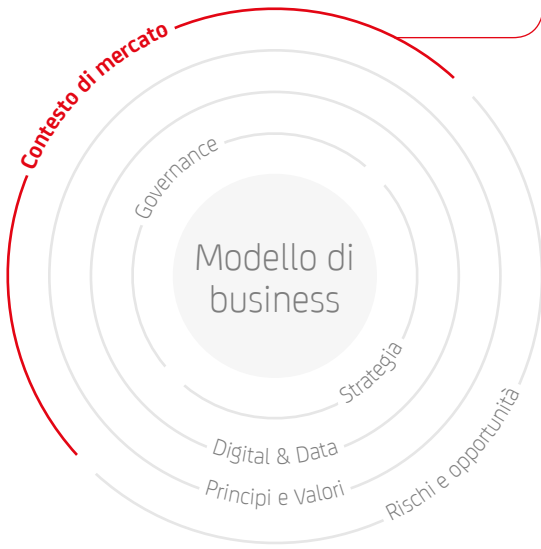 Contesto di mercato
Governance
Modello di
business
Strategia
Digital & Data
Principi e Valori
Rischi e opportunità